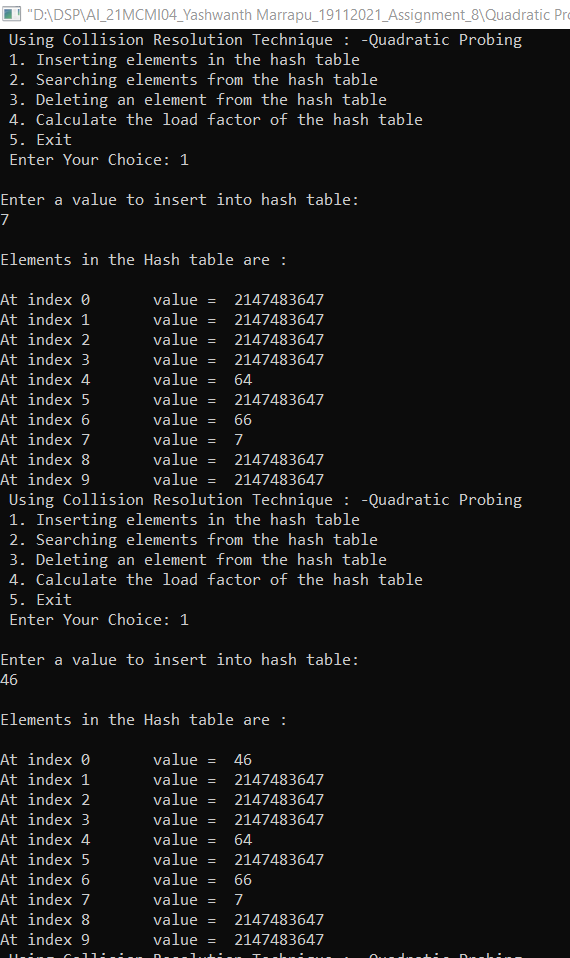 "D:\DSP\AI_21MCMI04_Yashwanth Marrapu_19112021_Assignment_8\Quadratic Pr
Using Collision Resolution Technique : -Quadratic Probing
1. Inserting elements in the hash table
2. Searching elements from the hash table
3. Deleting an element from the hash table
4. Calculate the load factor of the hash table
5. Exit
Enter Your Choice: 1
Enter a value to insert into hash table:
7
Elements in the Hash table are :
At index 0 value = 2147483647
At index 1 value = 2147483647
At index 2 value = 2147483647
At index 3 value = 2147483647
At index 4 value = 64
At index 5 value = 2147483647
At index 6 value = 66
At index 7 value = 7
At index 8 value = 2147483647
At index 9 value = 2147483647
Using Collision Resolution Technique : -Quadratic Probing
1. Inserting elements in the hash table
2. Searching elements from the hash table
3. Deleting an element from the hash table
4. Calculate the load factor of the hash table
5. Exit
Enter Your Choice: 1
Enter a value to insert into hash table:
46
Elements in the Hash table are :
At index 0 value = 46
At index 1 value = 2147483647
At index 2 value = 2147483647
At index 3 value = 2147483647
At index 4 value = 64
At index 5 value = 2147483647
At index 6 value = 66
At index 7 value = 7
At index 8 value = 2147483647
At index 9 value = 2147483647